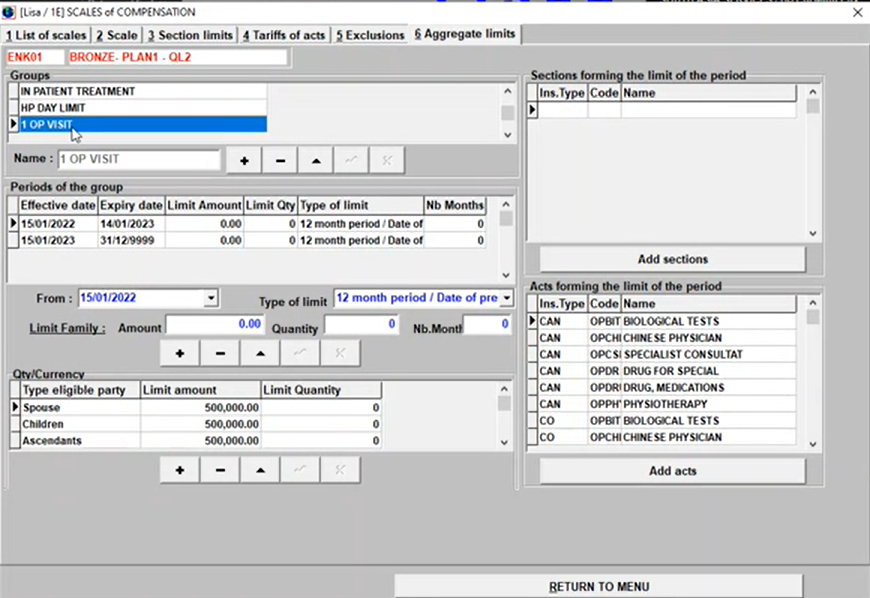 [Lisa / 1E] SCALES of COMPENSATION
1 List of scales 2 Scale 3 Section limits 4 Tariffs of acts 5 Exclusions 6 Aggregate limits
ENK01 BRONZE- PLAN1 - QL2
Groups
IN PATIENT TREATMENT
HP DAY LIMIT
1 OP VISIT
Name : 1 OP VISIT
Periods of the group
Effective date Expiry date Limit Amount Limit Qty Type of limit Nb Months
15/01/2022 14/01/2023 0.00 0 12 month period / Date of 0
15/01/2023 31/12/9999 0.00 0 12 month period / Date of 0
From : 15/01/2022 Type of limit 12 month period / Date of pre
Limit Family : Amount 0.00 Quantity 0 Nb.Month 0
Qty/Currency
Type eligible party Limit amount Limit Quantity
Spouse 500,000.00 0
Children 500,000.00 0
Ascendants 500,000.00 0
Sections forming the limit of the period
Ins.Type Code Name
Add sections
Acts forming the limit of the period
Ins.Type Code Name
CAN OPBIT BIOLOGICAL TESTS
CAN OPCHI CHINESE PHYSICIAN
CAN OPCS SPECIALIST CONSULTAT
CAN OPDR DRUG FOR SPECIAL
CAN OPDR DRUG, MEDICATIONS
CAN OPPH PHYSIOTHERAPY
CO OPBIT BIOLOGICAL TESTS
CO OPCHI CHINESE PHYSICIAN
Add acts
RETURN TO MENU